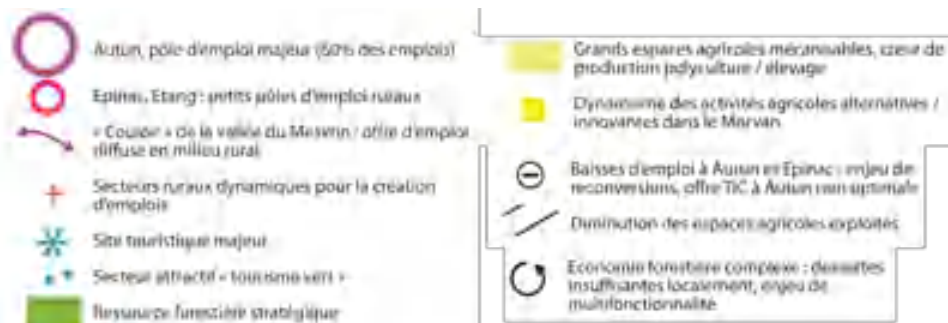 Autun, pôle d'emploi majeur (60% des emplois)
Epinac, Etang : petits pôles d'emploi ruraux
« Couloir » de la vallée du Mesvrin : offre d'emploi
diffuse en milieu rural
Secteurs ruraux dynamiques pour la création
d'emplois
Site touristique majeur
Secteur attractif « tourisme vert »
Ressource forestière stratégique
Grands espaces agricoles mécanisables, cœur de
production polyculture / élevage
Dynamisme des activités agricoles alternatives /
innovantes dans le Morvan
Baisses d'emploi à Autun et Epinac : enjeu de
reconversions, offre TIC à Autun non optimale
Diminution des espaces agricoles exploités
Economie forestière complexe : dessertes
insuffisantes localement, enjeu de
multifonctionnalité